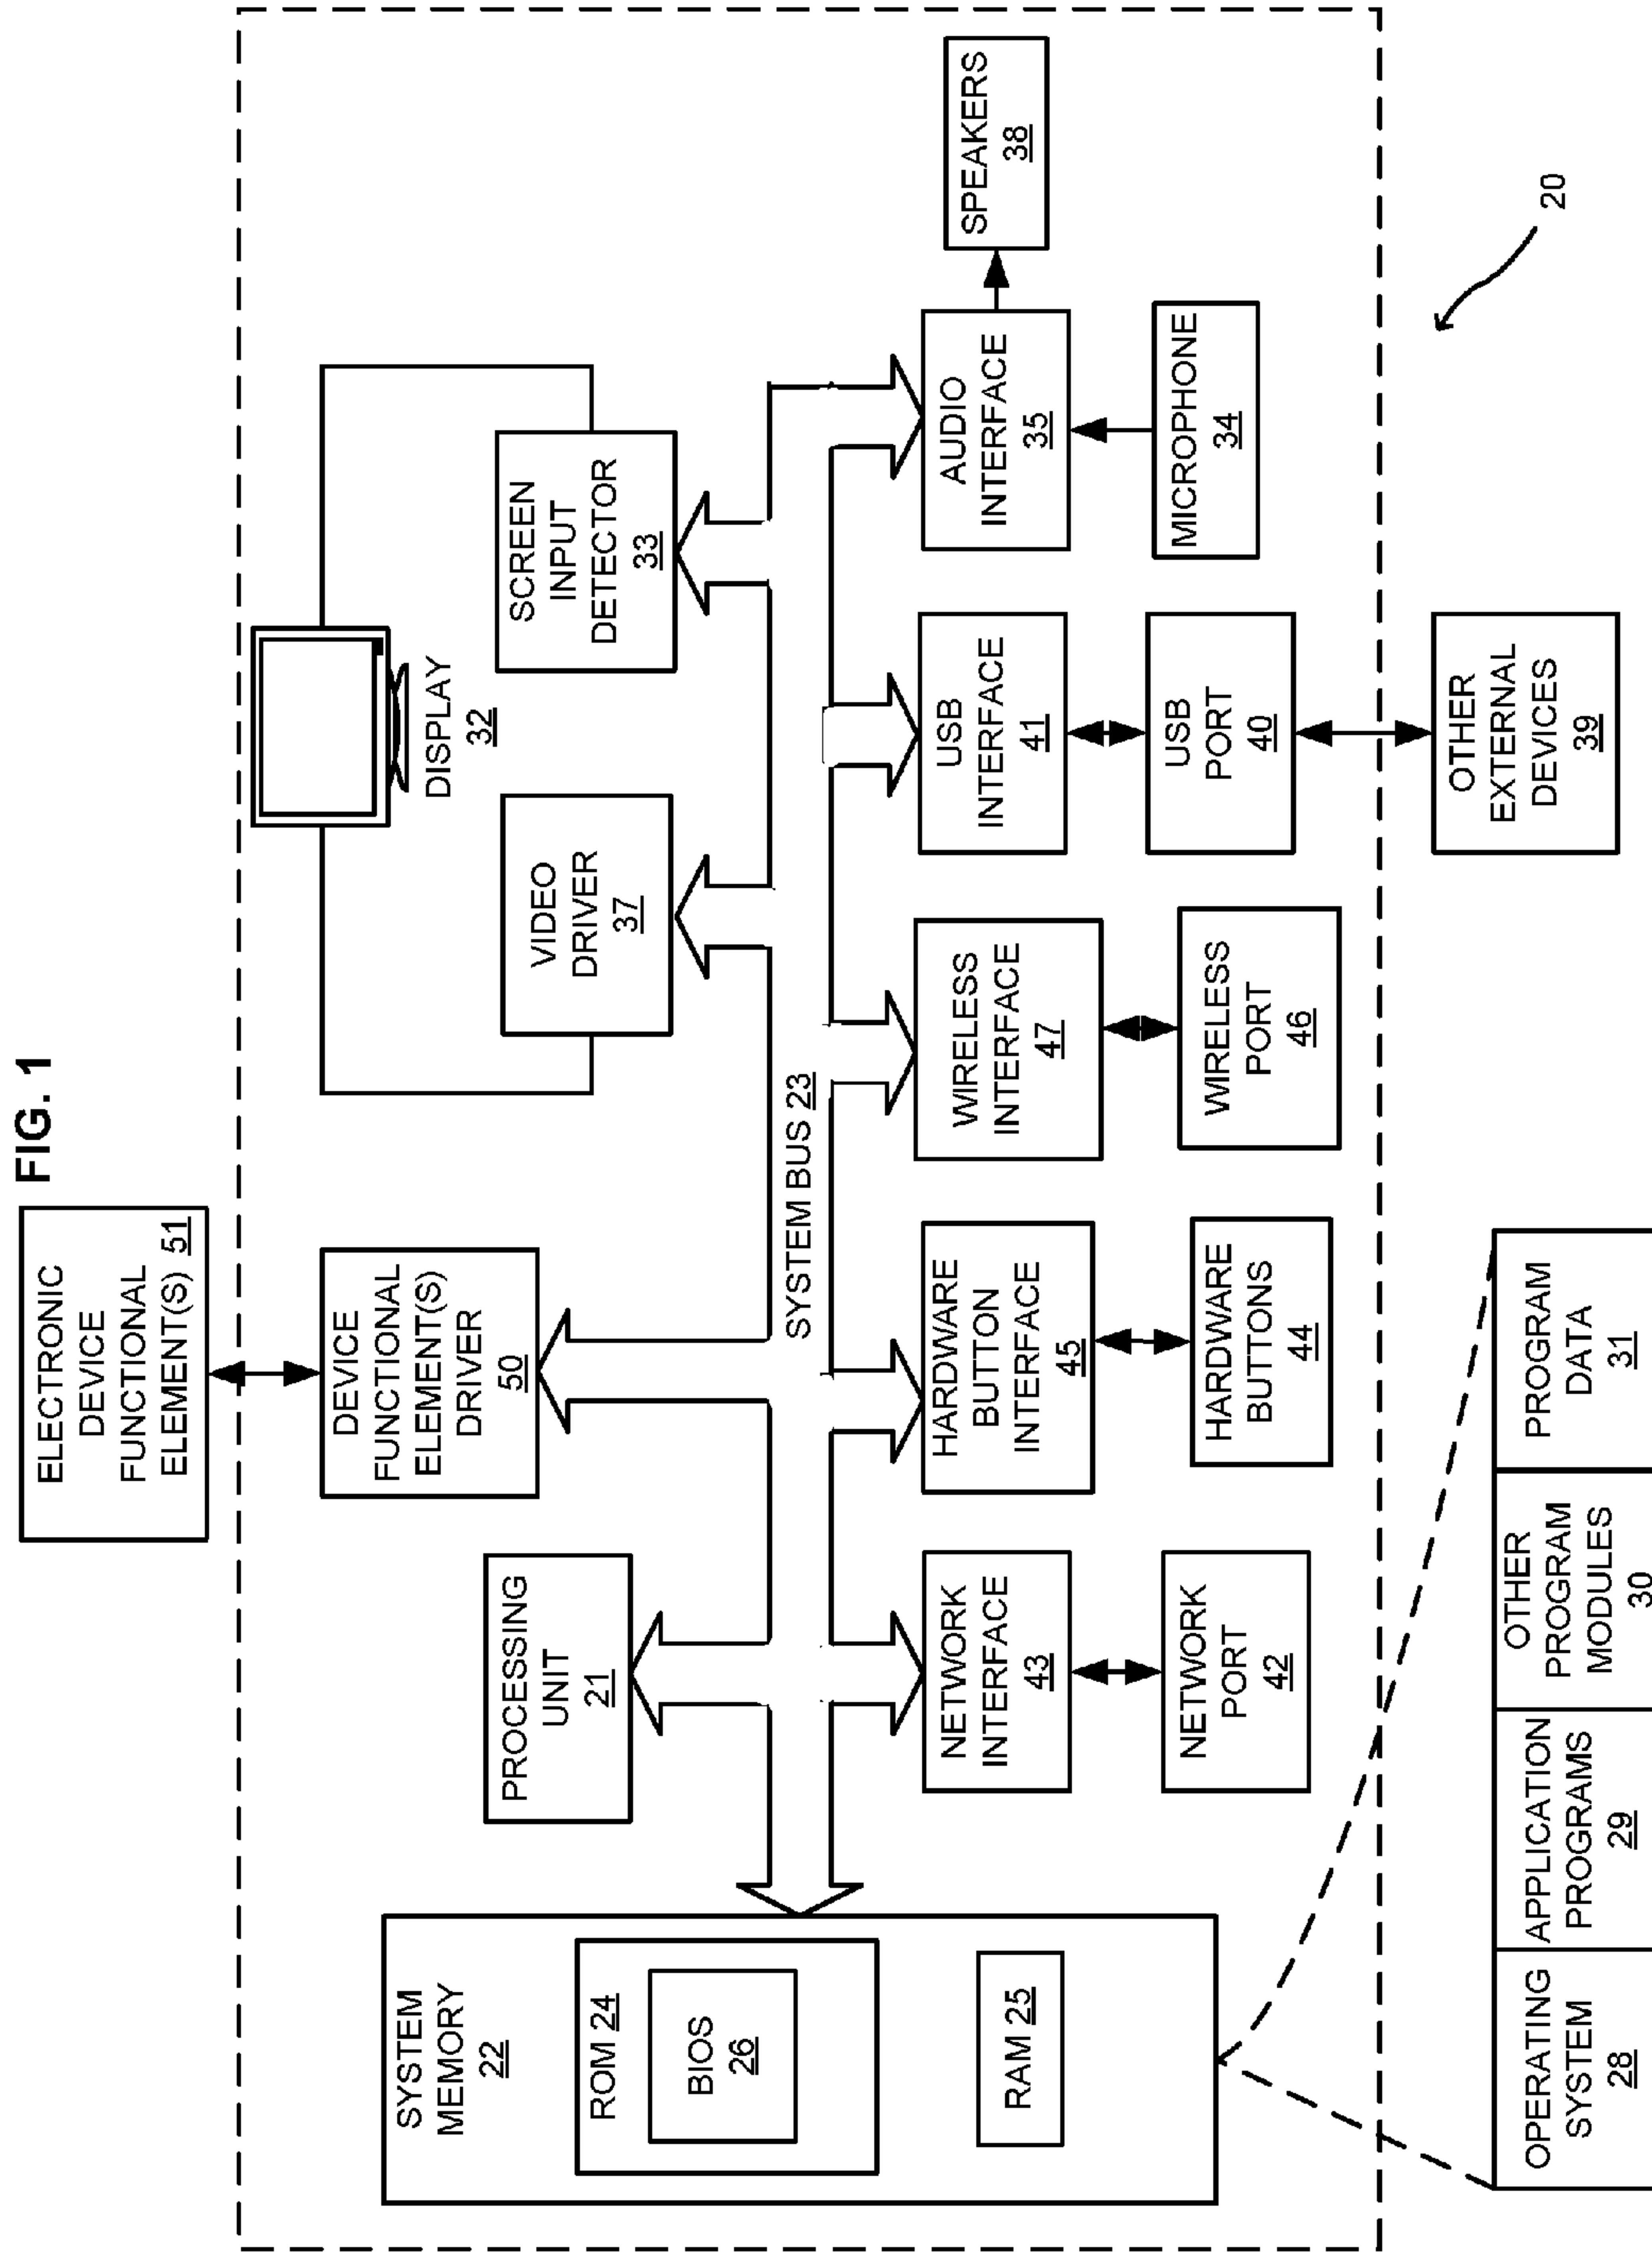 FIG. 1
ELECTRONIC
DEVICE
FUNCTIONAL
ELEMENT(S) 51
DEVICE
FUNCTIONAL
ELEMENT(S)
DRIVER
50
PROCESSING
UNIT
21
VIDEO
DRIVER
37
DISPLAY
32
SCREEN
INPUT
DETECTOR
33
SYSTEM
MEMORY
22
ROM 24
BIOS
26
RAM 25
SYSTEM BUS 23
NETWORK
INTERFACE
43
HARDWARE
BUTTON
INTERFACE
45
WIRELESS
INTERFACE
47
USB
INTERFACE
41
AUDIO
INTERFACE
35
SPEAKERS
38
NETWORK
PORT
42
HARDWARE
BUTTONS
44
WIRELESS
PORT
46
USB
PORT
40
MICROPHONE
34
OPERATING
SYSTEM
28
APPLICATION
PROGRAMS
29
OTHER
PROGRAM
MODULES
30
PROGRAM
DATA
31
OTHER
EXTERNAL
DEVICES
39
20